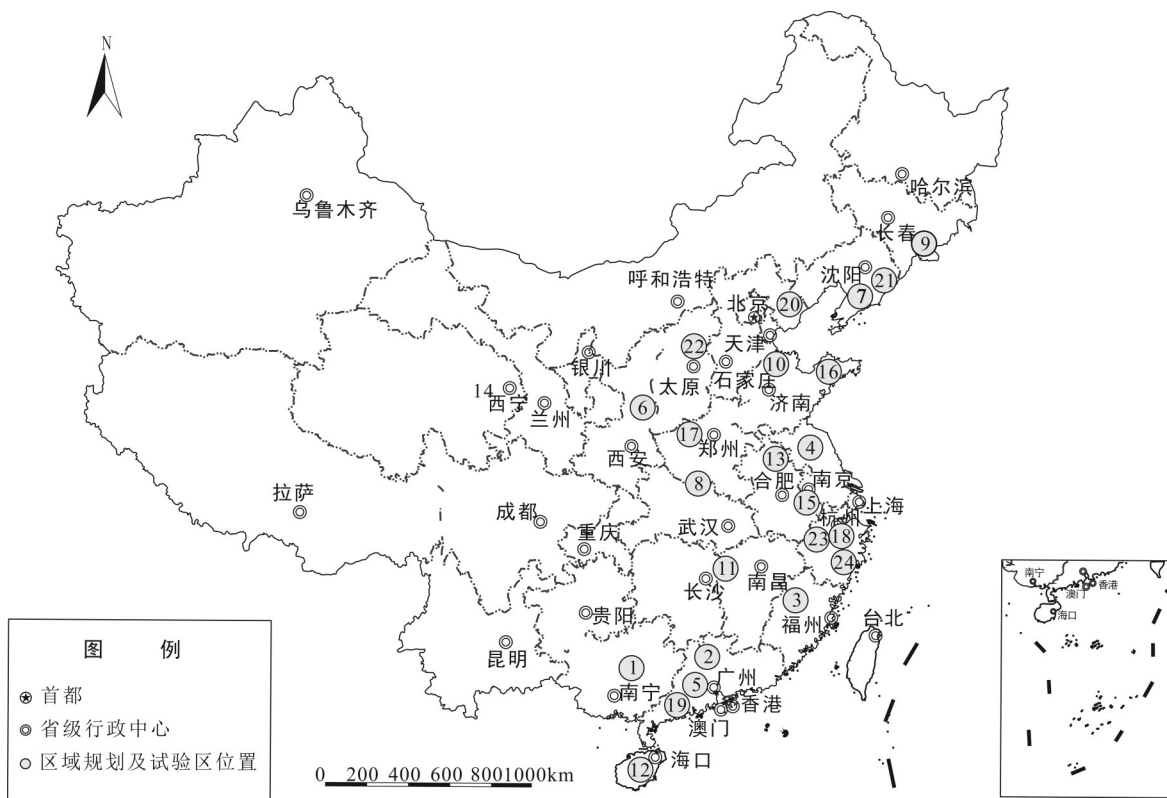 N
哈尔滨
乌鲁木齐
长春
9
沈阳
21
呼和浩特
7
北京
20
天津
22
银川
10
16
石家庄
(太原
14
西宁
济南
兰州
6
17
郑州
4
西安
13
8
合肥
南京
15
上海
拉萨
成都
杭州
武汉
23
18
重庆
24
11
南昌
长沙
3
贵阳
福州
台北
昆明
2
1
广州
5
南宁
19
香港
澳门
海口
12
0 200 400 600 8001000km
图 例
首都
省级行政中心
区域规划及试验区位置
南宁
香港
澳门
海口